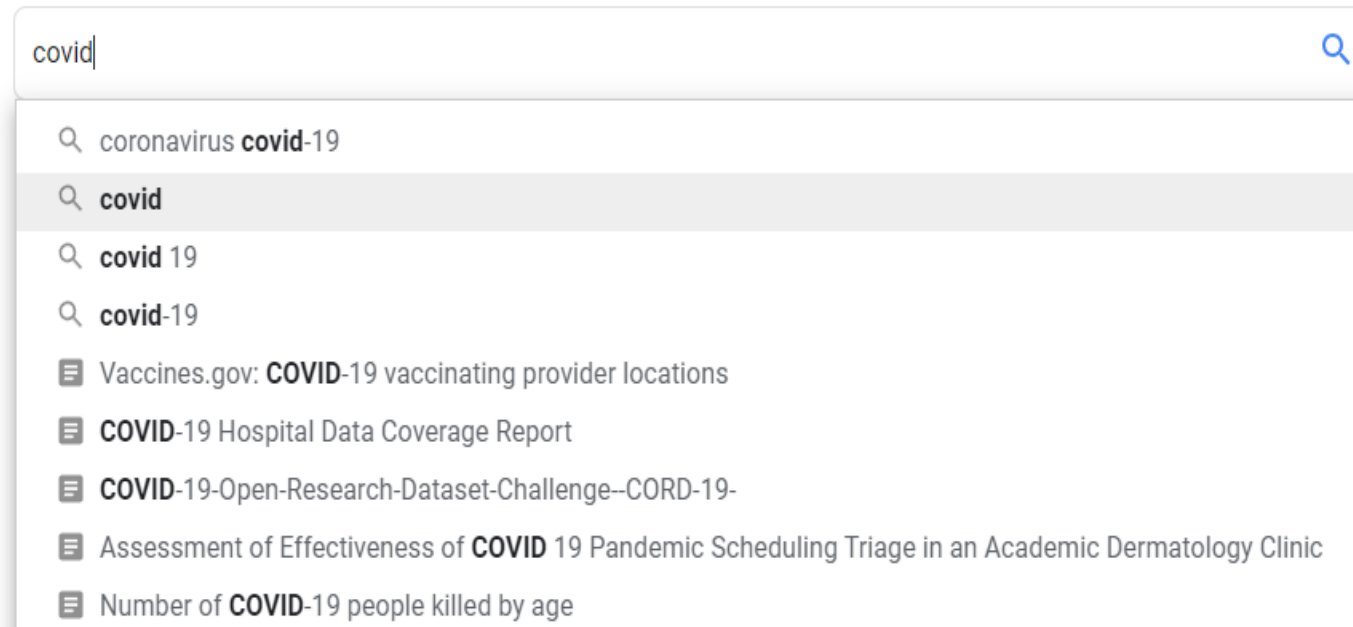 covid
coronavirus covid-19
covid
covid 19
covid-19
Vaccines.gov: COVID-19 vaccinating provider locations
COVID-19 Hospital Data Coverage Report
COVID-19-Open-Research-Dataset-Challenge--CORD-19-
Assessment of Effectiveness of COVID 19 Pandemic Scheduling Triage in an Academic Dermatology Clinic
Number of COVID-19 people killed by age